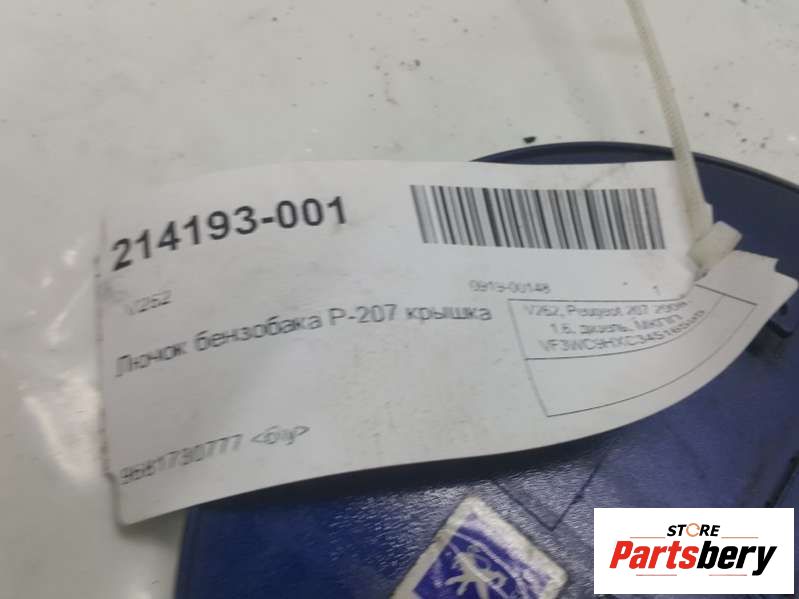 214193-001
V262
0919-00148 1
Лючок бензобака P-207 крышка
V262, Peugeot 207
1.6, дизель, МКПП
9681730777 <б/у>
STORE
Partsbery